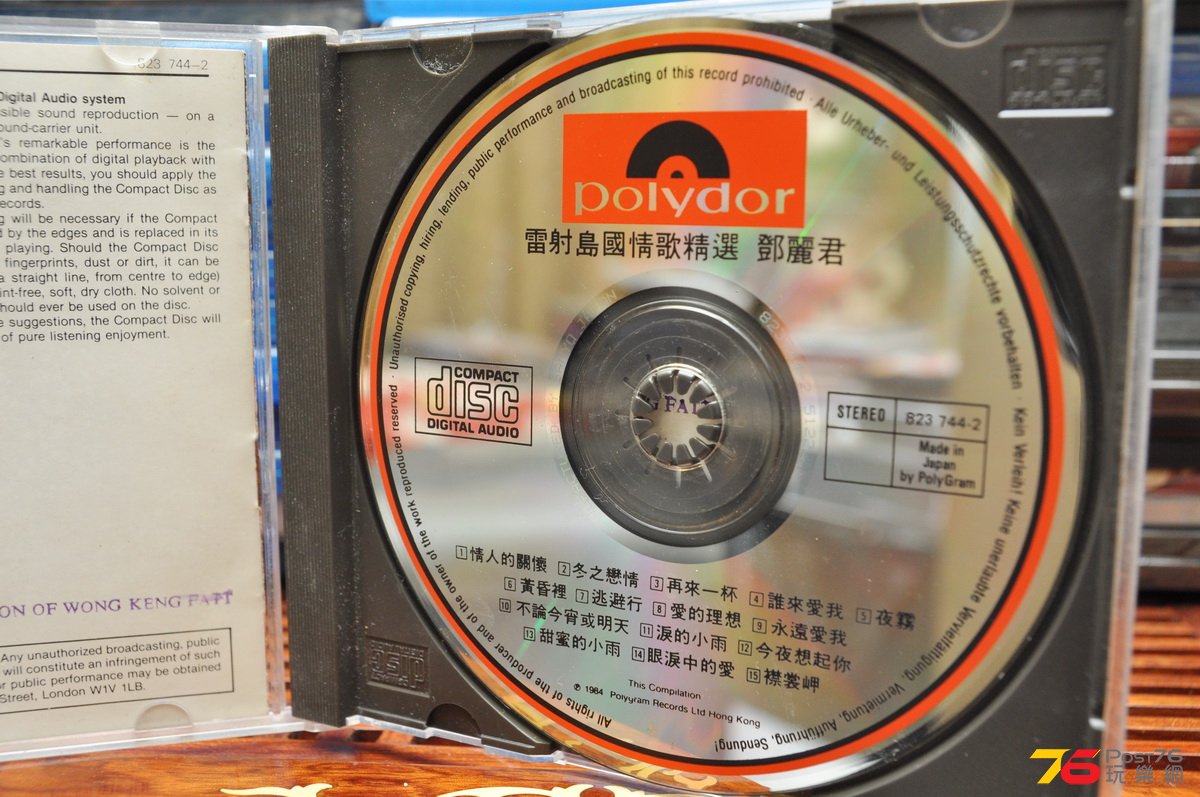 823 744-2
Digital Audio system
sible sound reproduction — on a
ound-carrier unit.
's remarkable performance is the
ombination of digital playback with
e best results, you should apply the
g and handling the Compact Disc as
ecords.
g will be necessary if the Compact
d by the edges and is replaced in its
playing. Should the Compact Disc
fingerprints, dust or dirt, it can be
a straight line, from centre to edge)
int-free, soft, dry cloth. No solvent or
hould ever be used on the disc.
e suggestions, the Compact Disc will
of pure listening enjoyment.
ON OF WONG KENG FATT
Any unauthorized broadcasting, public
will constitute an infringement of such
or public performance may be obtained
Street, London W1V 1LB.
All rights of the producer and of the owner of the work reproduced reserved · Unauthorised copying, hiring, lending, public performance and broadcasting of this record prohibited · Alle Urheber- und Leistungsschutzrechte vorbehalten · Kein Verleih! Keine unerlaubte Vervielfältigung, Vermietung, Aufführung, Sendung!
polydor
雷射島國情歌精選 鄧麗君
COMPACT
disc
DIGITAL AUDIO
STEREO 823 744-2
Made in
Japan
by PolyGram
1 情人的關懷 2 冬之戀情 3 再來一杯 4 誰來愛我 5 夜霧
6 黃昏裡 7 逃避行 8 愛的理想 9 永遠愛我
10 不論今宵或明天 11 淚的小雨 12 今夜想起你
13 甜蜜的小雨 14 眼淚中的愛 15 襟裳岬
This Compilation
℗ 1984 Polygram Records Ltd Hong Kong
76 POST76
玩樂網